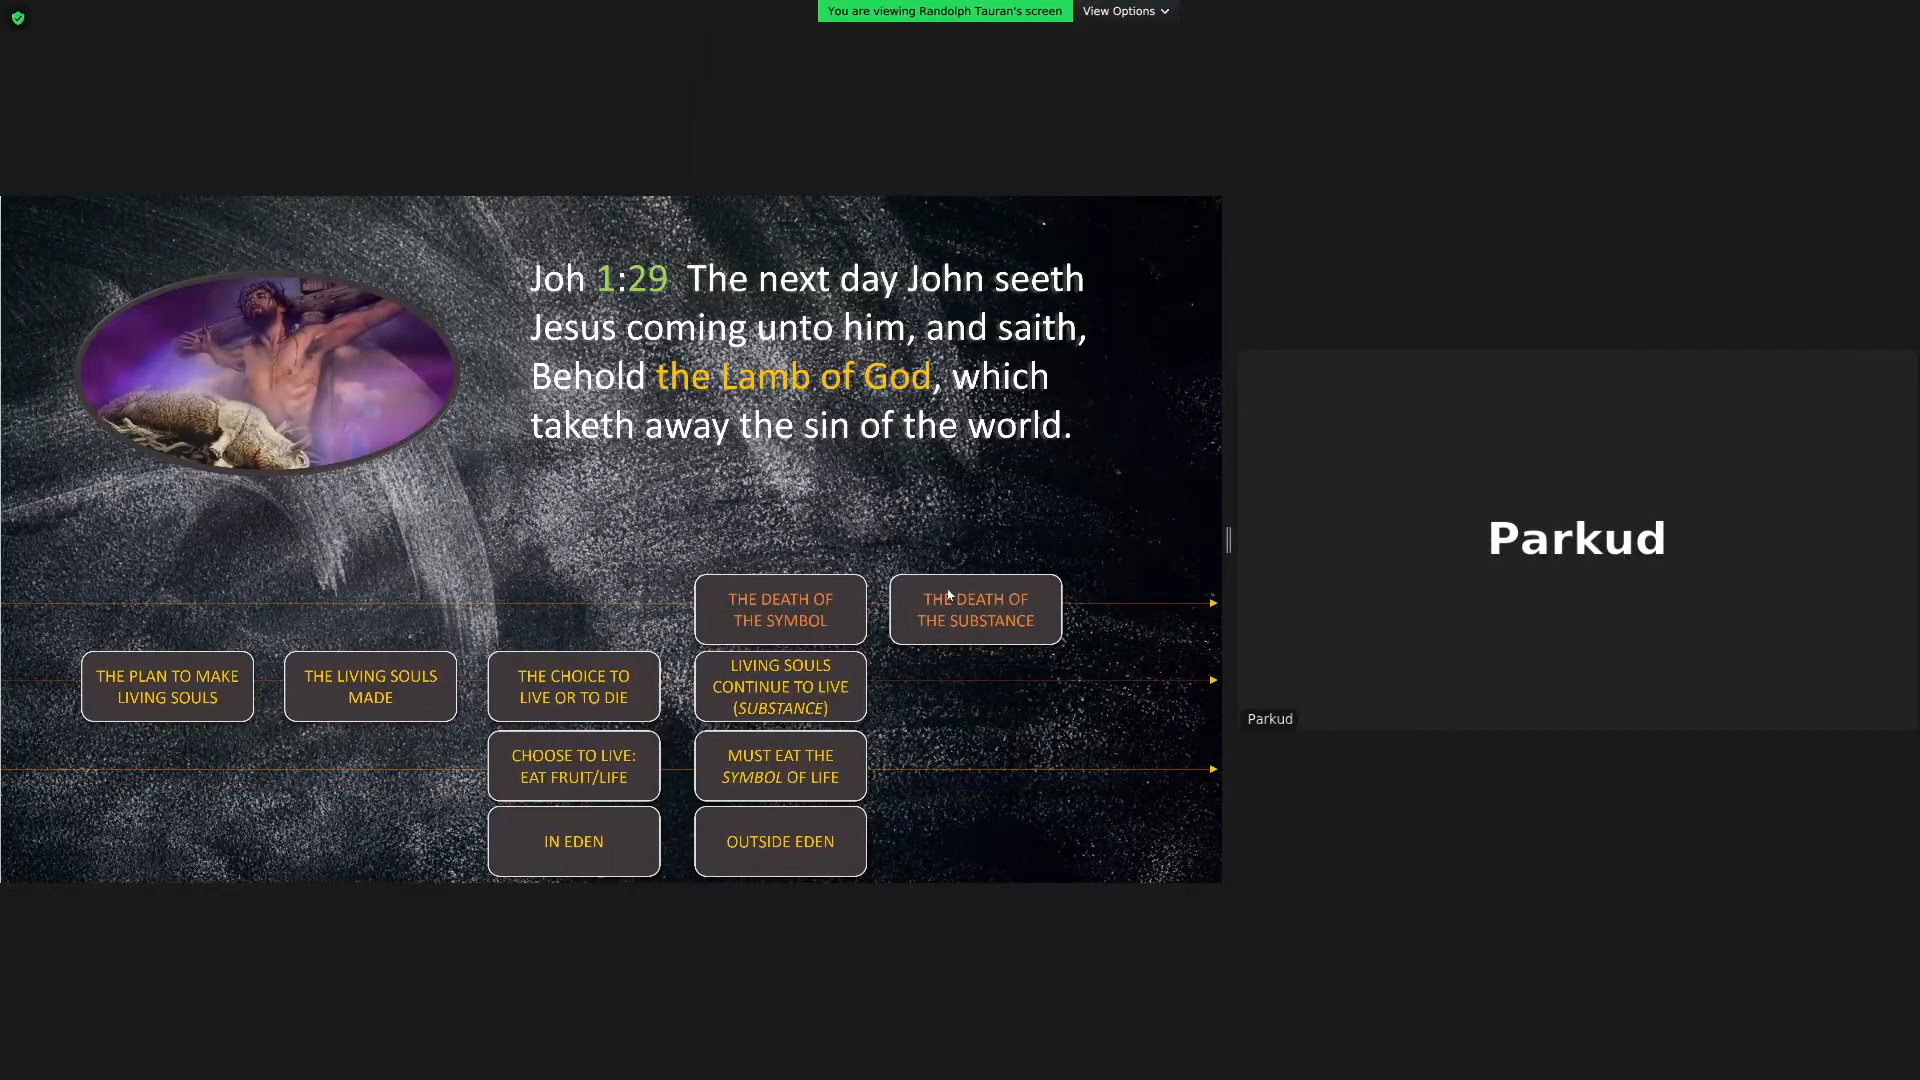 You are viewing Randolph Tauran's screen View Options
Joh 1:29 The next day John seeth
Jesus coming unto him, and saith,
Behold the Lamb of God, which
taketh away the sin of the world.
Parkud
Parkud
THE DEATH OF
THE SYMBOL
THE DEATH OF
THE SUBSTANCE
THE PLAN TO MAKE
LIVING SOULS
THE LIVING SOULS
MADE
THE CHOICE TO
LIVE OR TO DIE
LIVING SOULS
CONTINUE TO LIVE
(SUBSTANCE)
CHOOSE TO LIVE:
EAT FRUIT/LIFE
MUST EAT THE
SYMBOL OF LIFE
IN EDEN
OUTSIDE EDEN